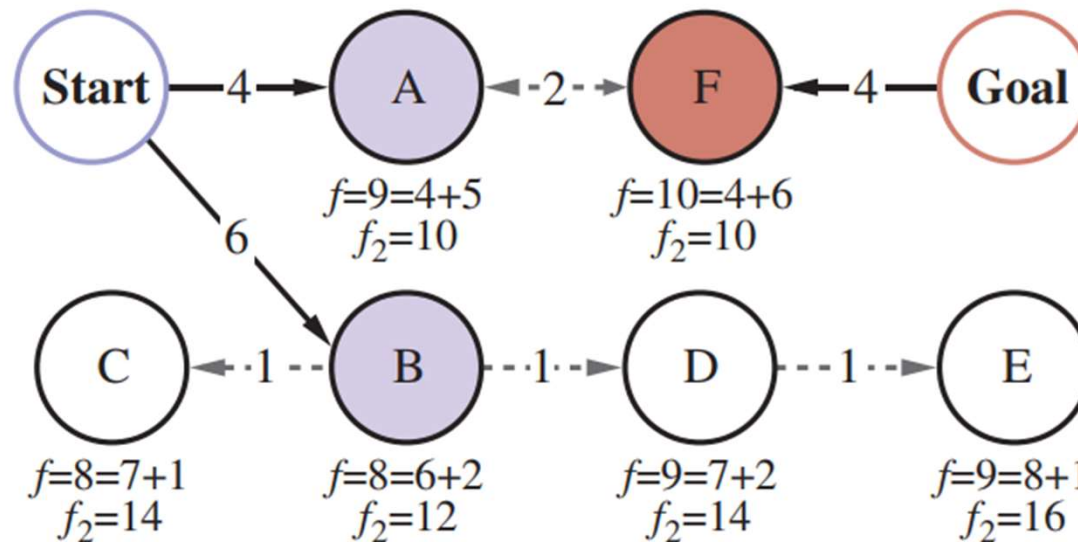 Start 4 A 2 F 4 Goal
f=9=4+5 f=10=4+6
f₂=10 f₂=10
6
C 1 B 1 D 1 E
f=8=7+1 f=8=6+2 f=9=7+2 f=9=8+1
f₂=14 f₂=12 f₂=14 f₂=16